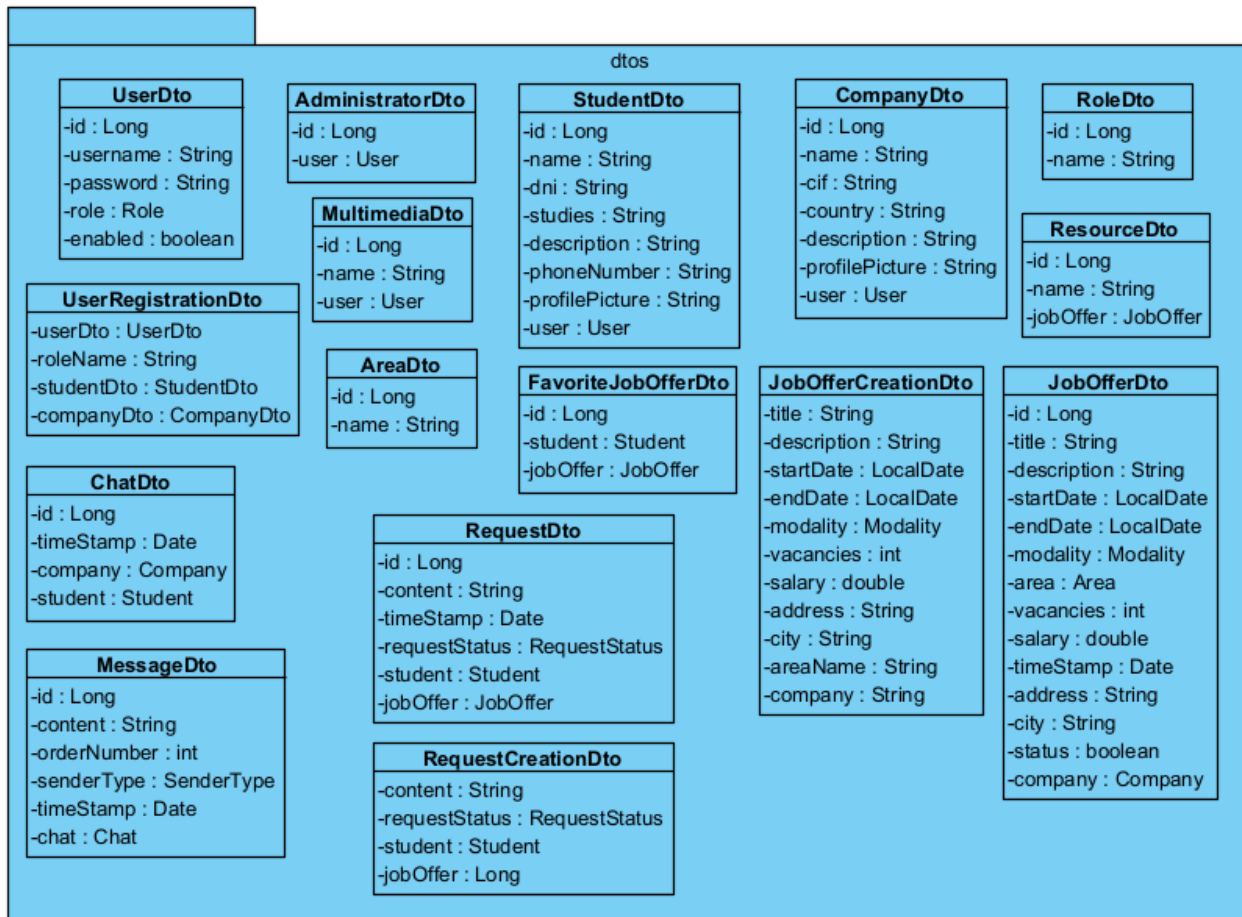 dtos
UserDto
-id : Long
-username : String
-password : String
-role : Role
-enabled : boolean
AdministratorDto
-id : Long
-user : User
StudentDto
-id : Long
-name : String
-dni : String
-studies : String
-description : String
-phoneNumber : String
-profilePicture : String
-user : User
CompanyDto
-id : Long
-name : String
-cif : String
-country : String
-description : String
-profilePicture : String
-user : User
RoleDto
-id : Long
-name : String
MultimediaDto
-id : Long
-name : String
-user : User
ResourceDto
-id : Long
-name : String
-jobOffer : JobOffer
UserRegistrationDto
-userDto : UserDto
-roleName : String
-studentDto : StudentDto
-companyDto : CompanyDto
AreaDto
-id : Long
-name : String
FavoriteJobOfferDto
-id : Long
-student : Student
-jobOffer : JobOffer
JobOfferCreationDto
-title : String
-description : String
-startDate : LocalDate
-endDate : LocalDate
-modality : Modality
-vacancies : int
-salary : double
-address : String
-city : String
-areaName : String
-company : String
JobOfferDto
-id : Long
-title : String
-description : String
-startDate : LocalDate
-endDate : LocalDate
-modality : Modality
-area : Area
-vacancies : int
-salary : double
-timeStamp : Date
-address : String
-city : String
-status : boolean
-company : Company
ChatDto
-id : Long
-timeStamp : Date
-company : Company
-student : Student
RequestDto
-id : Long
-content : String
-timeStamp : Date
-requestStatus : RequestStatus
-student : Student
-jobOffer : JobOffer
MessageDto
-id : Long
-content : String
-orderNumber : int
-senderType : SenderType
-timeStamp : Date
-chat : Chat
RequestCreationDto
-content : String
-requestStatus : RequestStatus
-student : Student
-jobOffer : Long